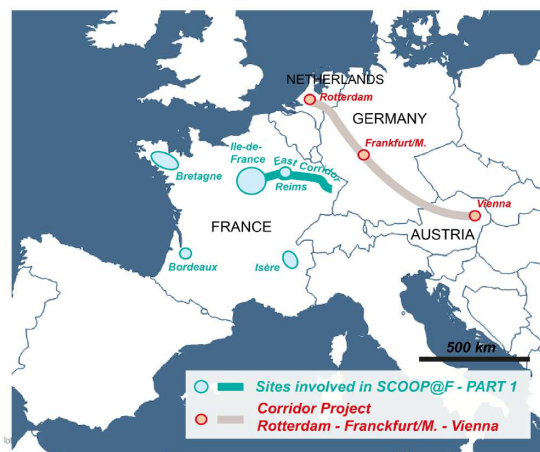 NETHERLANDS
Rotterdam
GERMANY
Ile-de-
France
East Corridor
Frankfurt/M.
Bretagne
Reims
Vienna
FRANCE
AUSTRIA
Bordeaux
Isère
500 km
Sites involved in SCOOP@F - PART 1
Corridor Project
Rotterdam - Franckfurt/M. - Vienna